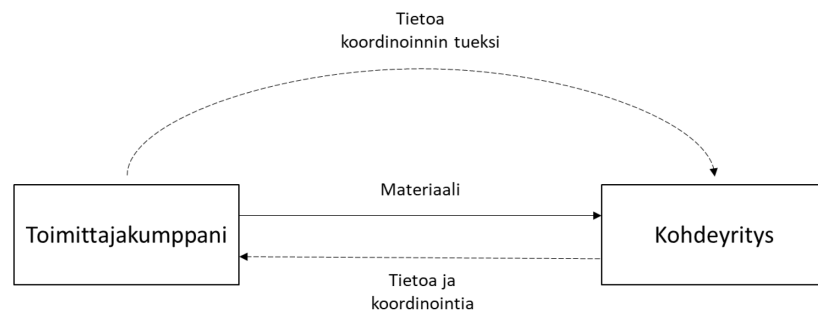 Tietoa
koordinoinnin tueksi
Materiaali
Toimittajakumppani
Kohdeyritys
Tietoa ja
koordinointia